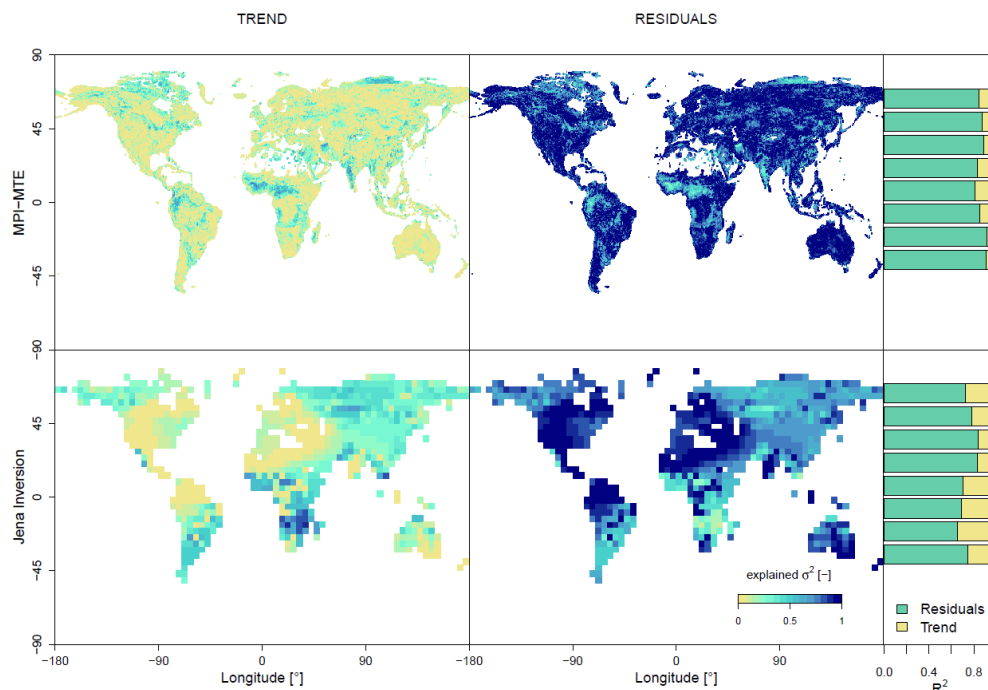 TREND
RESIDUALS
MPI−MTE
90
45
0
−45
−90
Jena Inversion
45
0
−45
−90
explained σ² [−]
0
0.5
1
Residuals
Trend
−180
−90
0
90
−180
−90
0
90
0.0
0.4
0.8
Longitude [°]
Longitude [°]
R²